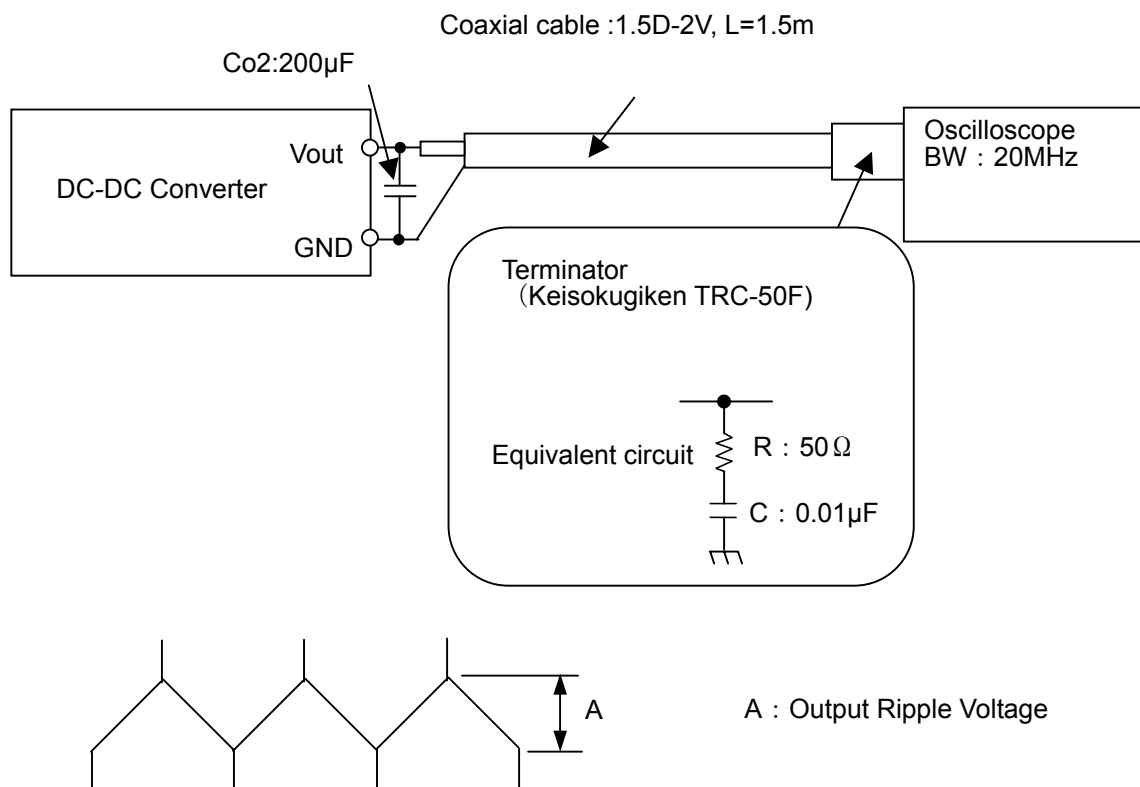 Coaxial cable :1.5D-2V, L=1.5m
Co2:200µF
Vout
DC-DC Converter
GND
Oscilloscope
BW：20MHz
Terminator
（Keisokugiken TRC-50F)
Equivalent circuit
R：50Ω
C：0.01µF
A
A：Output Ripple Voltage